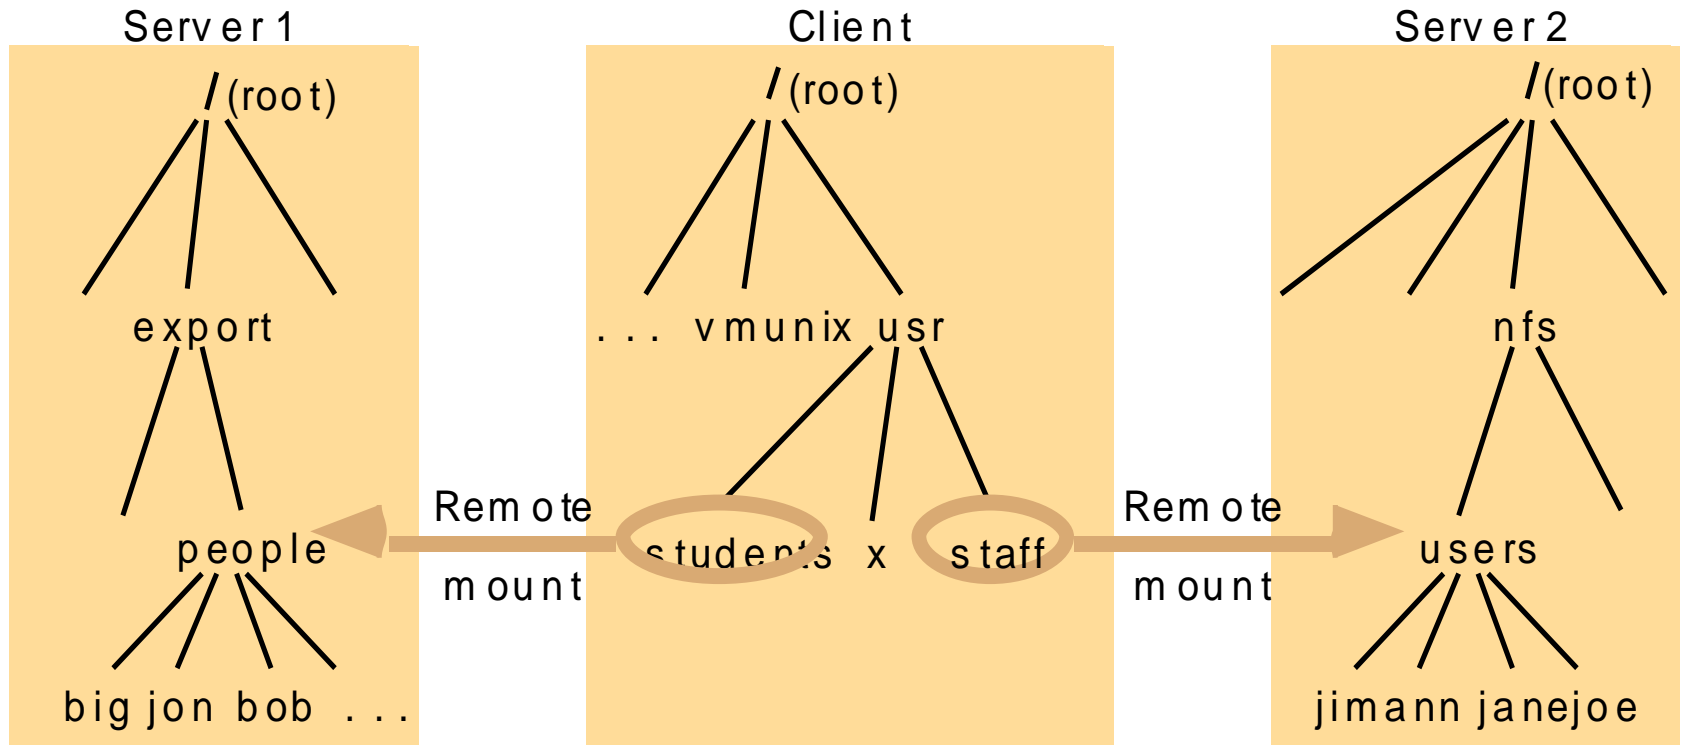 Server 1
/ (root)
export
people
big jon bob ...
Remote
mount
Client
/ (root)
... vmunix usr
students x staff
Remote
mount
Server 2
/ (root)
nfs
users
jim ann jane joe